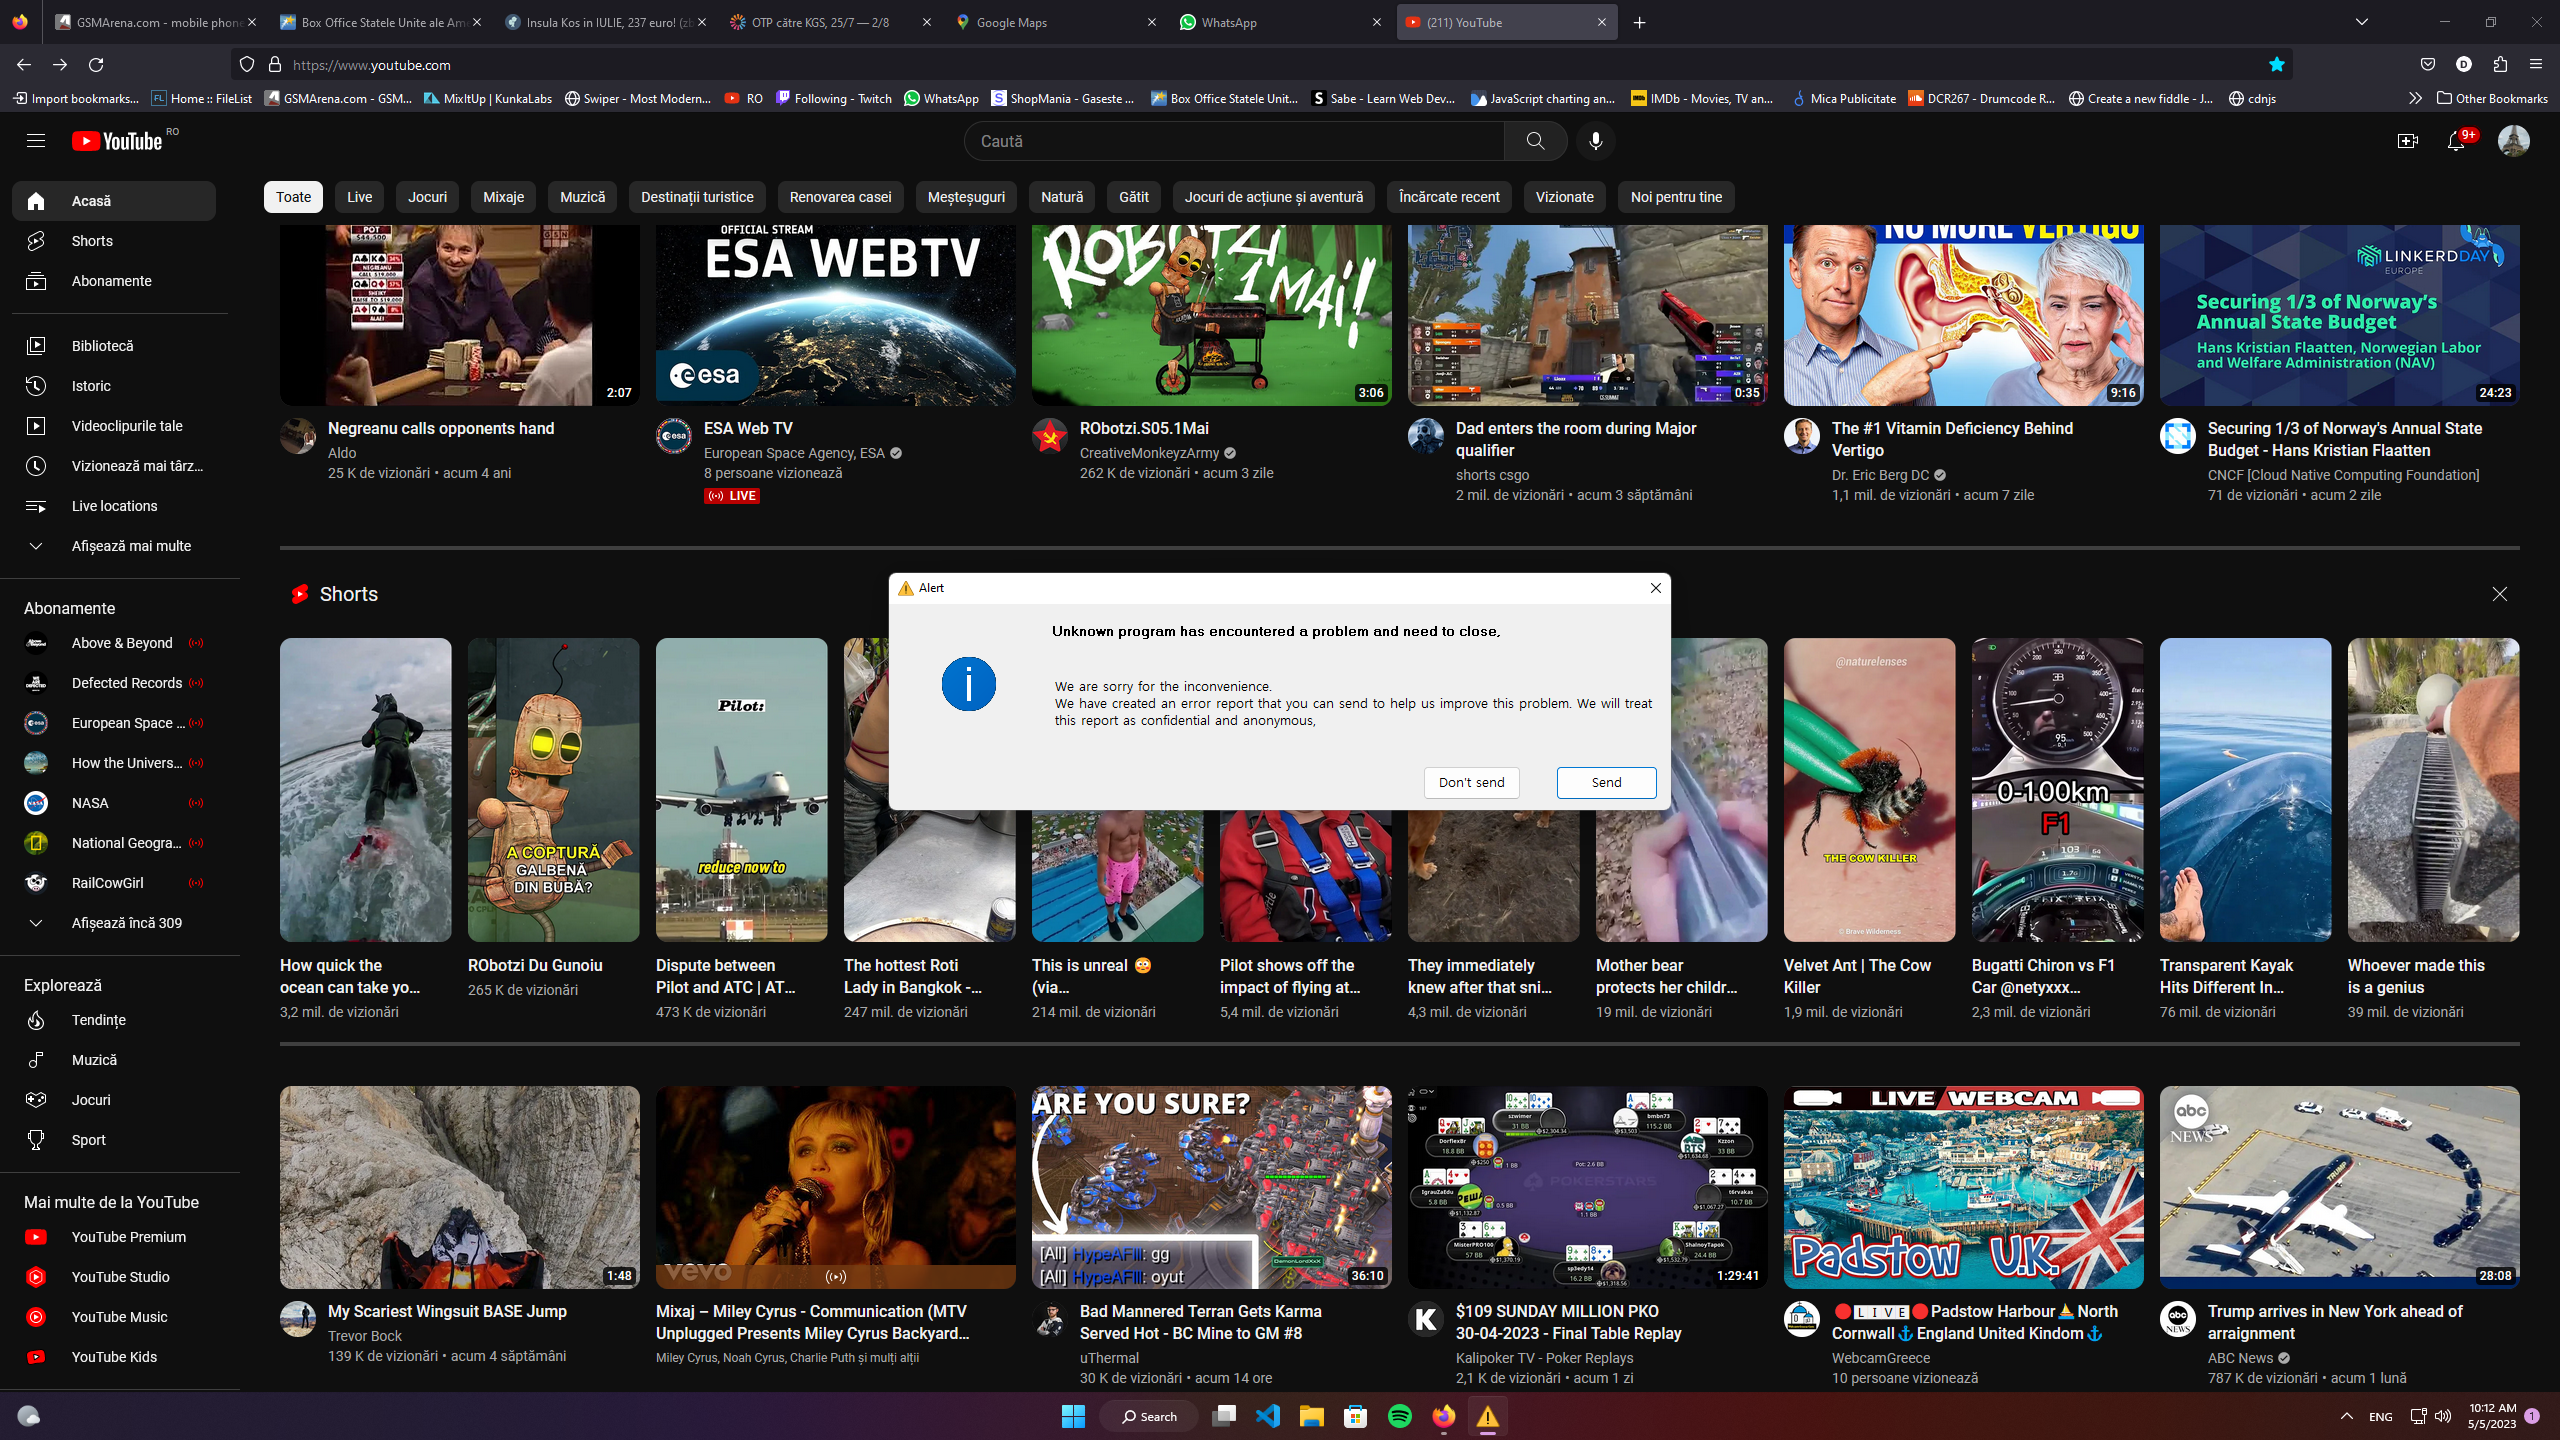 GSMArena.com - mobile phone
Box Office Statele Unite ale Am
Insula Kos in IULIE, 237 euro! (zb
OTP către KGS, 25/7 — 2/8
Google Maps
WhatsApp
(211) YouTube
https://www.youtube.com
Import bookmarks...
Home :: FileList
GSMArena.com - GSM...
MixItUp | KunkaLabs
Swiper - Most Modern...
RO
Following - Twitch
WhatsApp
ShopMania - Gaseste ...
Box Office Statele Unit...
Sabe - Learn Web Dev...
JavaScript charting an...
IMDb - Movies, TV an...
Mica Publicitate
DCR267 - Drumcode R...
Create a new fiddle - J...
cdnjs
Other Bookmarks
YouTube RO
Caută
9+
Acasă
Shorts
Abonamente
Bibliotecă
Istoric
Videoclipurile tale
Vizionează mai târz...
Live locations
Afișează mai multe
Abonamente
Above & Beyond
Defected Records
European Space ...
How the Univers...
NASA
National Geogra...
RailCowGirl
Afișează încă 309
Explorează
Tendințe
Muzică
Jocuri
Sport
Mai multe de la YouTube
YouTube Premium
YouTube Studio
YouTube Music
YouTube Kids
Toate
Live
Jocuri
Mixaje
Muzică
Destinații turistice
Renovarea casei
Meșteșuguri
Natură
Gătit
Jocuri de acțiune și aventură
Încărcate recent
Vizionate
Noi pentru tine
POT
$44,500
NEGREANU
CALL $19,000
RAISE TO $19,000
GSN
2:07
Negreanu calls opponents hand
Aldo
25 K de vizionări • acum 4 ani
OFFICIAL STREAM
ESA WEBTV
esa
ESA Web TV
European Space Agency, ESA
8 persoane vizionează
LIVE
ROBOTZI
1 MAI!
3:06
RObotzi.S05.1Mai
CreativeMonkeyzArmy
262 K de vizionări • acum 3 zile
0:35
Dad enters the room during Major
qualifier
shorts csgo
2 mil. de vizionări • acum 3 săptămâni
NO MORE VERTIGO
9:16
The #1 Vitamin Deficiency Behind
Vertigo
Dr. Eric Berg DC
1,1 mil. de vizionări • acum 7 zile
LINKERD DAY
EUROPE
Securing 1/3 of Norway's
Annual State Budget
Hans Kristian Flaatten, Norwegian Labor
and Welfare Administration (NAV)
24:23
Securing 1/3 of Norway's Annual State
Budget - Hans Kristian Flaatten
CNCF [Cloud Native Computing Foundation]
71 de vizionări • acum 2 zile
Shorts
Alert
Unknown program has encountered a problem and need to close,
We are sorry for the inconvenience.
We have created an error report that you can send to help us improve this problem. We will treat
this report as confidential and anonymous,
Don't send
Send
How quick the
ocean can take yo...
3,2 mil. de vizionări
A COPTURĂ
GALBENĂ
DIN BUBĂ?
RObotzi Du Gunoiu
265 K de vizionări
Pilot:
reduce now to
Dispute between
Pilot and ATC | AT...
473 K de vizionări
The hottest Roti
Lady in Bangkok -...
247 mil. de vizionări
This is unreal 😳
(via...
214 mil. de vizionări
Pilot shows off the
impact of flying at...
5,4 mil. de vizionări
They immediately
knew after that sni...
4,3 mil. de vizionări
Mother bear
protects her childr...
19 mil. de vizionări
@naturelenses
THE COW KILLER
© Brave Wilderness
Velvet Ant | The Cow
Killer
1,9 mil. de vizionări
0-100km
F1
Bugatti Chiron vs F1
Car @netyxxx...
2,3 mil. de vizionări
Transparent Kayak
Hits Different In...
76 mil. de vizionări
Whoever made this
is a genius
39 mil. de vizionări
1:48
My Scariest Wingsuit BASE Jump
Trevor Bock
139 K de vizionări • acum 4 săptămâni
vevo
Mixaj – Miley Cyrus - Communication (MTV
Unplugged Presents Miley Cyrus Backyard...
Miley Cyrus, Noah Cyrus, Charlie Puth și mulți alții
ARE YOU SURE?
[All] HypeAFIll: gg
[All] HypeAFIll: oyut
DemonLordXxX
36:10
Bad Mannered Terran Gets Karma
Served Hot - BC Mine to GM #8
uThermal
30 K de vizionări • acum 14 ore
POKERSTARS
Pot: 2.6 BB
1:29:41
$109 SUNDAY MILLION PKO
30-04-2023 - Final Table Replay
Kalipoker TV - Poker Replays
2,1 K de vizionări • acum 1 zi
LIVE WEBCAM
Padstow U.K.
🔴🄻🄸🅅🄴🔴Padstow Harbour⛵North
Cornwall⚓England United Kindom⚓
WebcamGreece
10 persoane vizionează
abc
NEWS
TRUMP
28:08
Trump arrives in New York ahead of
arraignment
ABC News
787 K de vizionări • acum 1 lună
Search
ENG
10:12 AM
5/5/2023
1